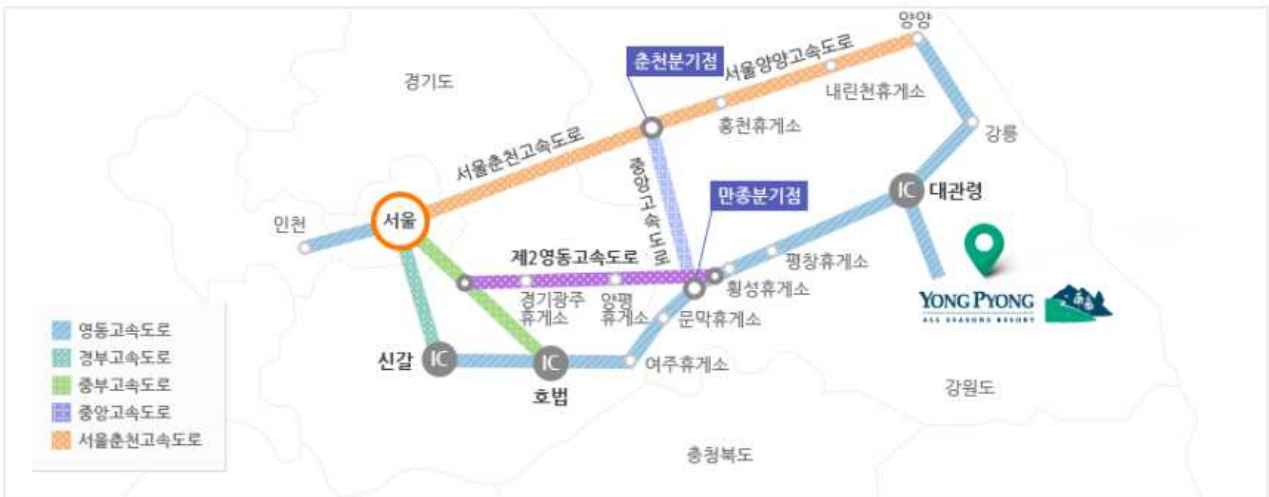 양양
춘천분기점
서울양양고속도로
경기도
내린천휴게소
홍천휴게소
강릉
서울춘천고속도로
중앙고속도로
만종분기점
IC
대관령
인천
서울
제2영동고속도로
평창휴게소
횡성휴게소
경기광주
휴게소
양평
휴게소
문막휴게소
YONG PYONG
ALL SEASONS RESORT
신갈
IC
IC
호법
여주휴게소
강원도
충청북도
영동고속도로
경부고속도로
중부고속도로
중앙고속도로
서울춘천고속도로